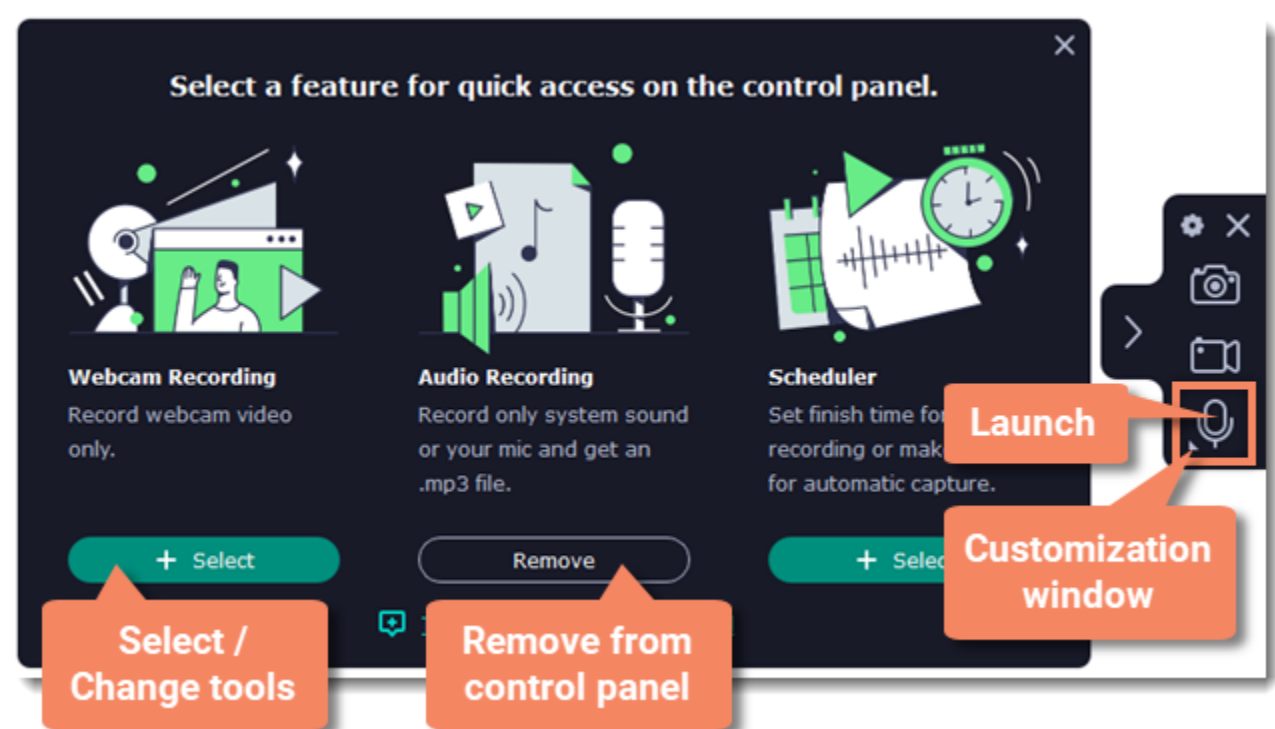 Select a feature for quick access on the control panel.
Webcam Recording
Record webcam video
only.
+ Select
Audio Recording
Record only system sound
or your mic and get an
.mp3 file.
Remove
Scheduler
Set finish time for
recording or
for automatic capture.
+
Launch
Customization
window
Select /
Change tools
Remove from
control panel